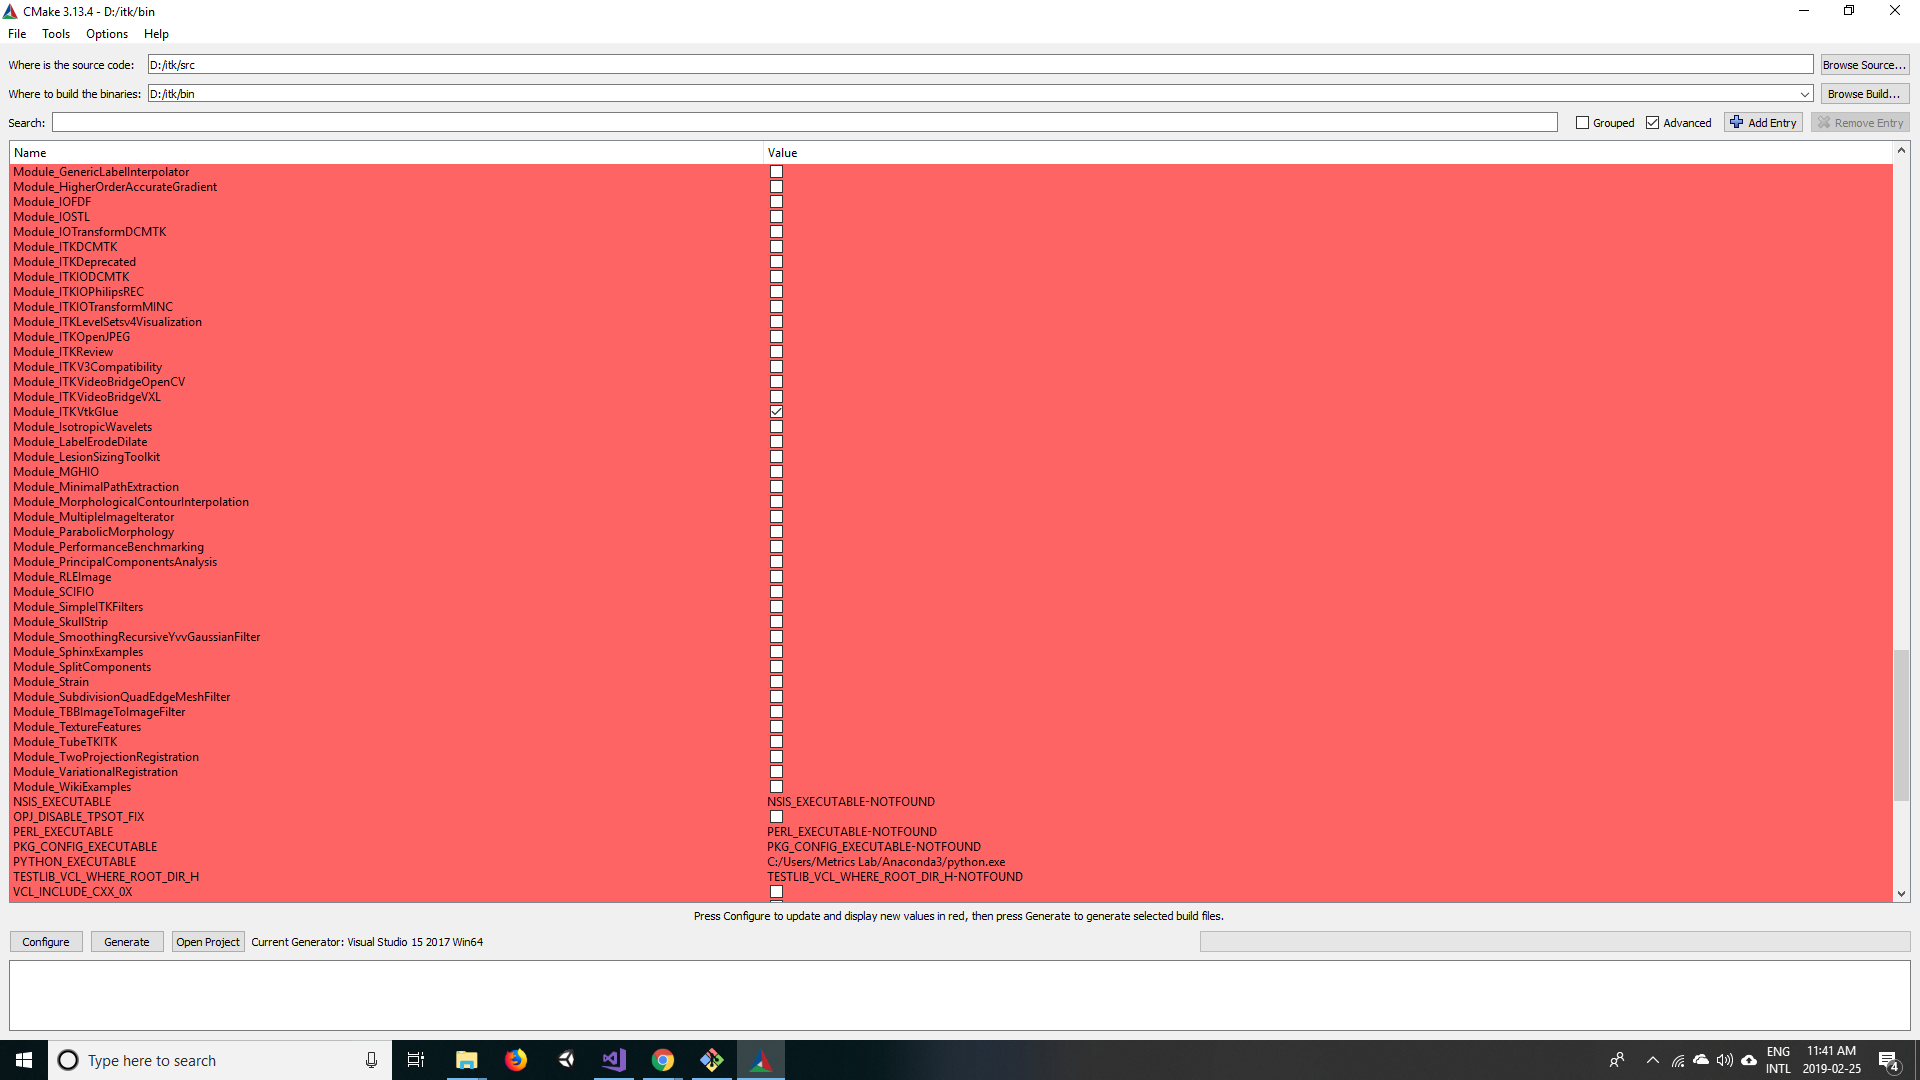 CMake 3.13.4 - D:/itk/bin
File Tools Options Help
Where is the source code: D:/itk/src Browse Source...
Where to build the binaries: D:/itk/bin Browse Build...
Search: Grouped Advanced Add Entry Remove Entry
Name Value
Module_GenericLabelInterpolator
Module_HigherOrderAccurateGradient
Module_IOFDF
Module_IOSTL
Module_IOTransformDCMTK
Module_ITKDCMTK
Module_ITKDeprecated
Module_ITKIODCMTK
Module_ITKIOPhilipsREC
Module_ITKIOTransformMINC
Module_ITKLevelSetsv4Visualization
Module_ITKOpenJPEG
Module_ITKReview
Module_ITKV3Compatibility
Module_ITKVideoBridgeOpenCV
Module_ITKVideoBridgeVXL
Module_ITKVtkGlue
Module_IsotropicWavelets
Module_LabelErodeDilate
Module_LesionSizingToolkit
Module_MGHIO
Module_MinimalPathExtraction
Module_MorphologicalContourInterpolation
Module_MultipleImageIterator
Module_ParabolicMorphology
Module_PerformanceBenchmarking
Module_PrincipalComponentsAnalysis
Module_RLEImage
Module_SCIFIO
Module_SimpleITKFilters
Module_SkullStrip
Module_SmoothingRecursiveYvvGaussianFilter
Module_SphinxExamples
Module_SplitComponents
Module_Strain
Module_SubdivisionQuadEdgeMeshFilter
Module_TBBImageToImageFilter
Module_TextureFeatures
Module_TubeTKITK
Module_TwoProjectionRegistration
Module_VariationalRegistration
Module_WikiExamples
NSIS_EXECUTABLE NSIS_EXECUTABLE-NOTFOUND
OPJ_DISABLE_TPSOT_FIX
PERL_EXECUTABLE PERL_EXECUTABLE-NOTFOUND
PKG_CONFIG_EXECUTABLE PKG_CONFIG_EXECUTABLE-NOTFOUND
PYTHON_EXECUTABLE C:/Users/Metrics Lab/Anaconda3/python.exe
TESTLIB_VCL_WHERE_ROOT_DIR_H TESTLIB_VCL_WHERE_ROOT_DIR_H-NOTFOUND
VCL_INCLUDE_CXX_0X
Press Configure to update and display new values in red, then press Generate to generate selected build files.
Configure Generate Open Project Current Generator: Visual Studio 15 2017 Win64
Type here to search
ENG 11:41 AM
INTL 2019-02-25
4